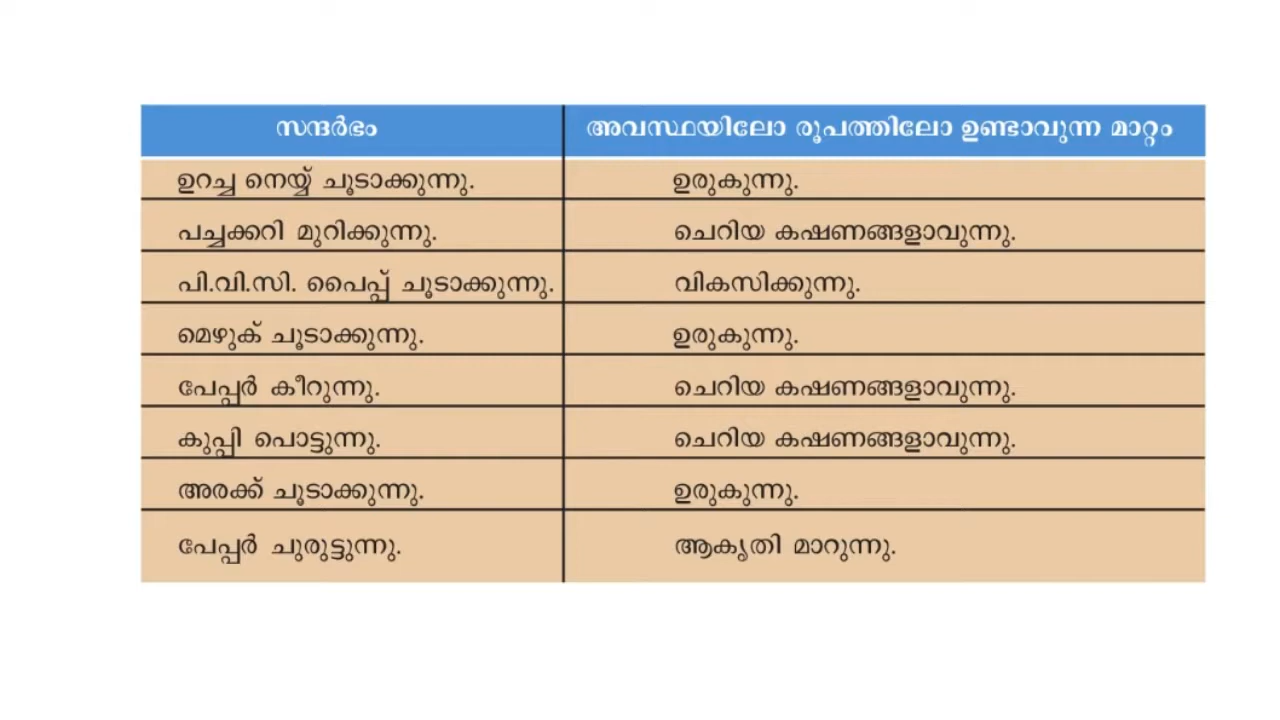 സന്ദർഭം അവസ്ഥയിലോ രൂപത്തിലോ ഉണ്ടാവുന്ന മാറ്റം
ഉറച്ച നെയ്യ് ചൂടാക്കുന്നു. ഉരുകുന്നു.
പച്ചക്കറി മുറിക്കുന്നു. ചെറിയ കഷണങ്ങളാവുന്നു.
പി.വി.സി. പൈപ്പ് ചൂടാക്കുന്നു. വികസിക്കുന്നു.
മെഴുക് ചൂടാക്കുന്നു. ഉരുകുന്നു.
പേപ്പർ കീറുന്നു. ചെറിയ കഷണങ്ങളാവുന്നു.
കുപ്പി പൊട്ടുന്നു. ചെറിയ കഷണങ്ങളാവുന്നു.
അരക്ക് ചൂടാക്കുന്നു. ഉരുകുന്നു.
പേപ്പർ ചുരുട്ടുന്നു. ആകൃതി മാറുന്നു.